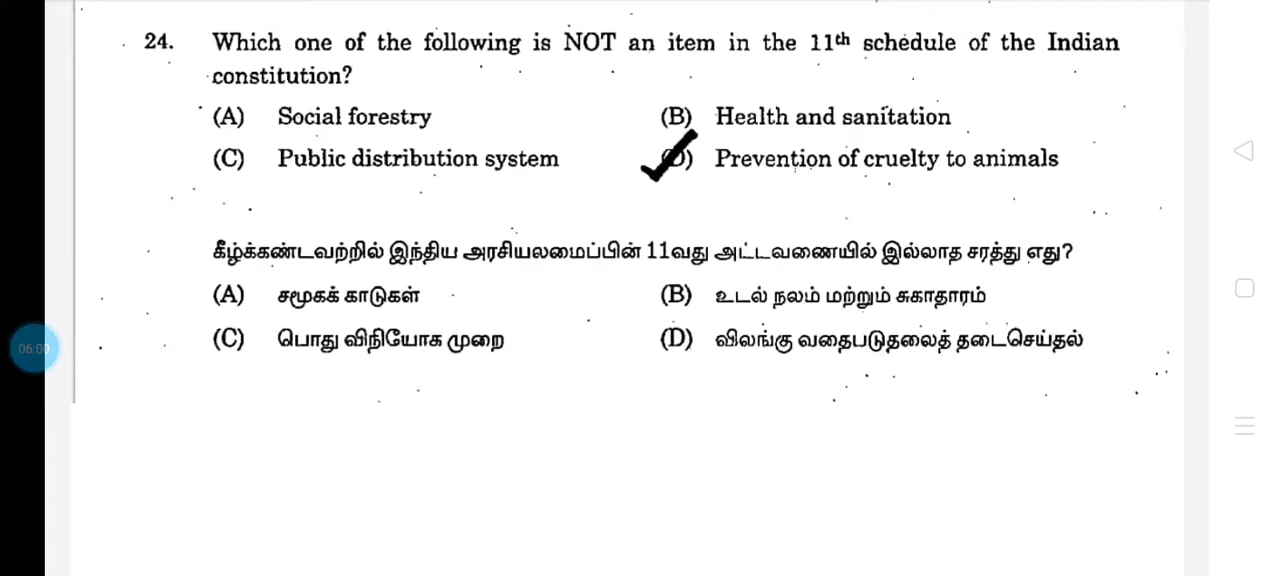 24. Which one of the following is NOT an item in the 11th schedule of the Indian
constitution?
(A) Social forestry (B) Health and sanitation
(C) Public distribution system (D) Prevention of cruelty to animals
கீழ்க்கண்டவற்றில் இந்திய அரசியலமைப்பின் 11வது அட்டவணையில் இல்லாத சரத்து எது?
(A) சமூகக் காடுகள் (B) உடல் நலம் மற்றும் சுகாதாரம்
(C) பொது விநியோக முறை (D) விலங்கு வதைபடுதலைத் தடைசெய்தல்
06:00